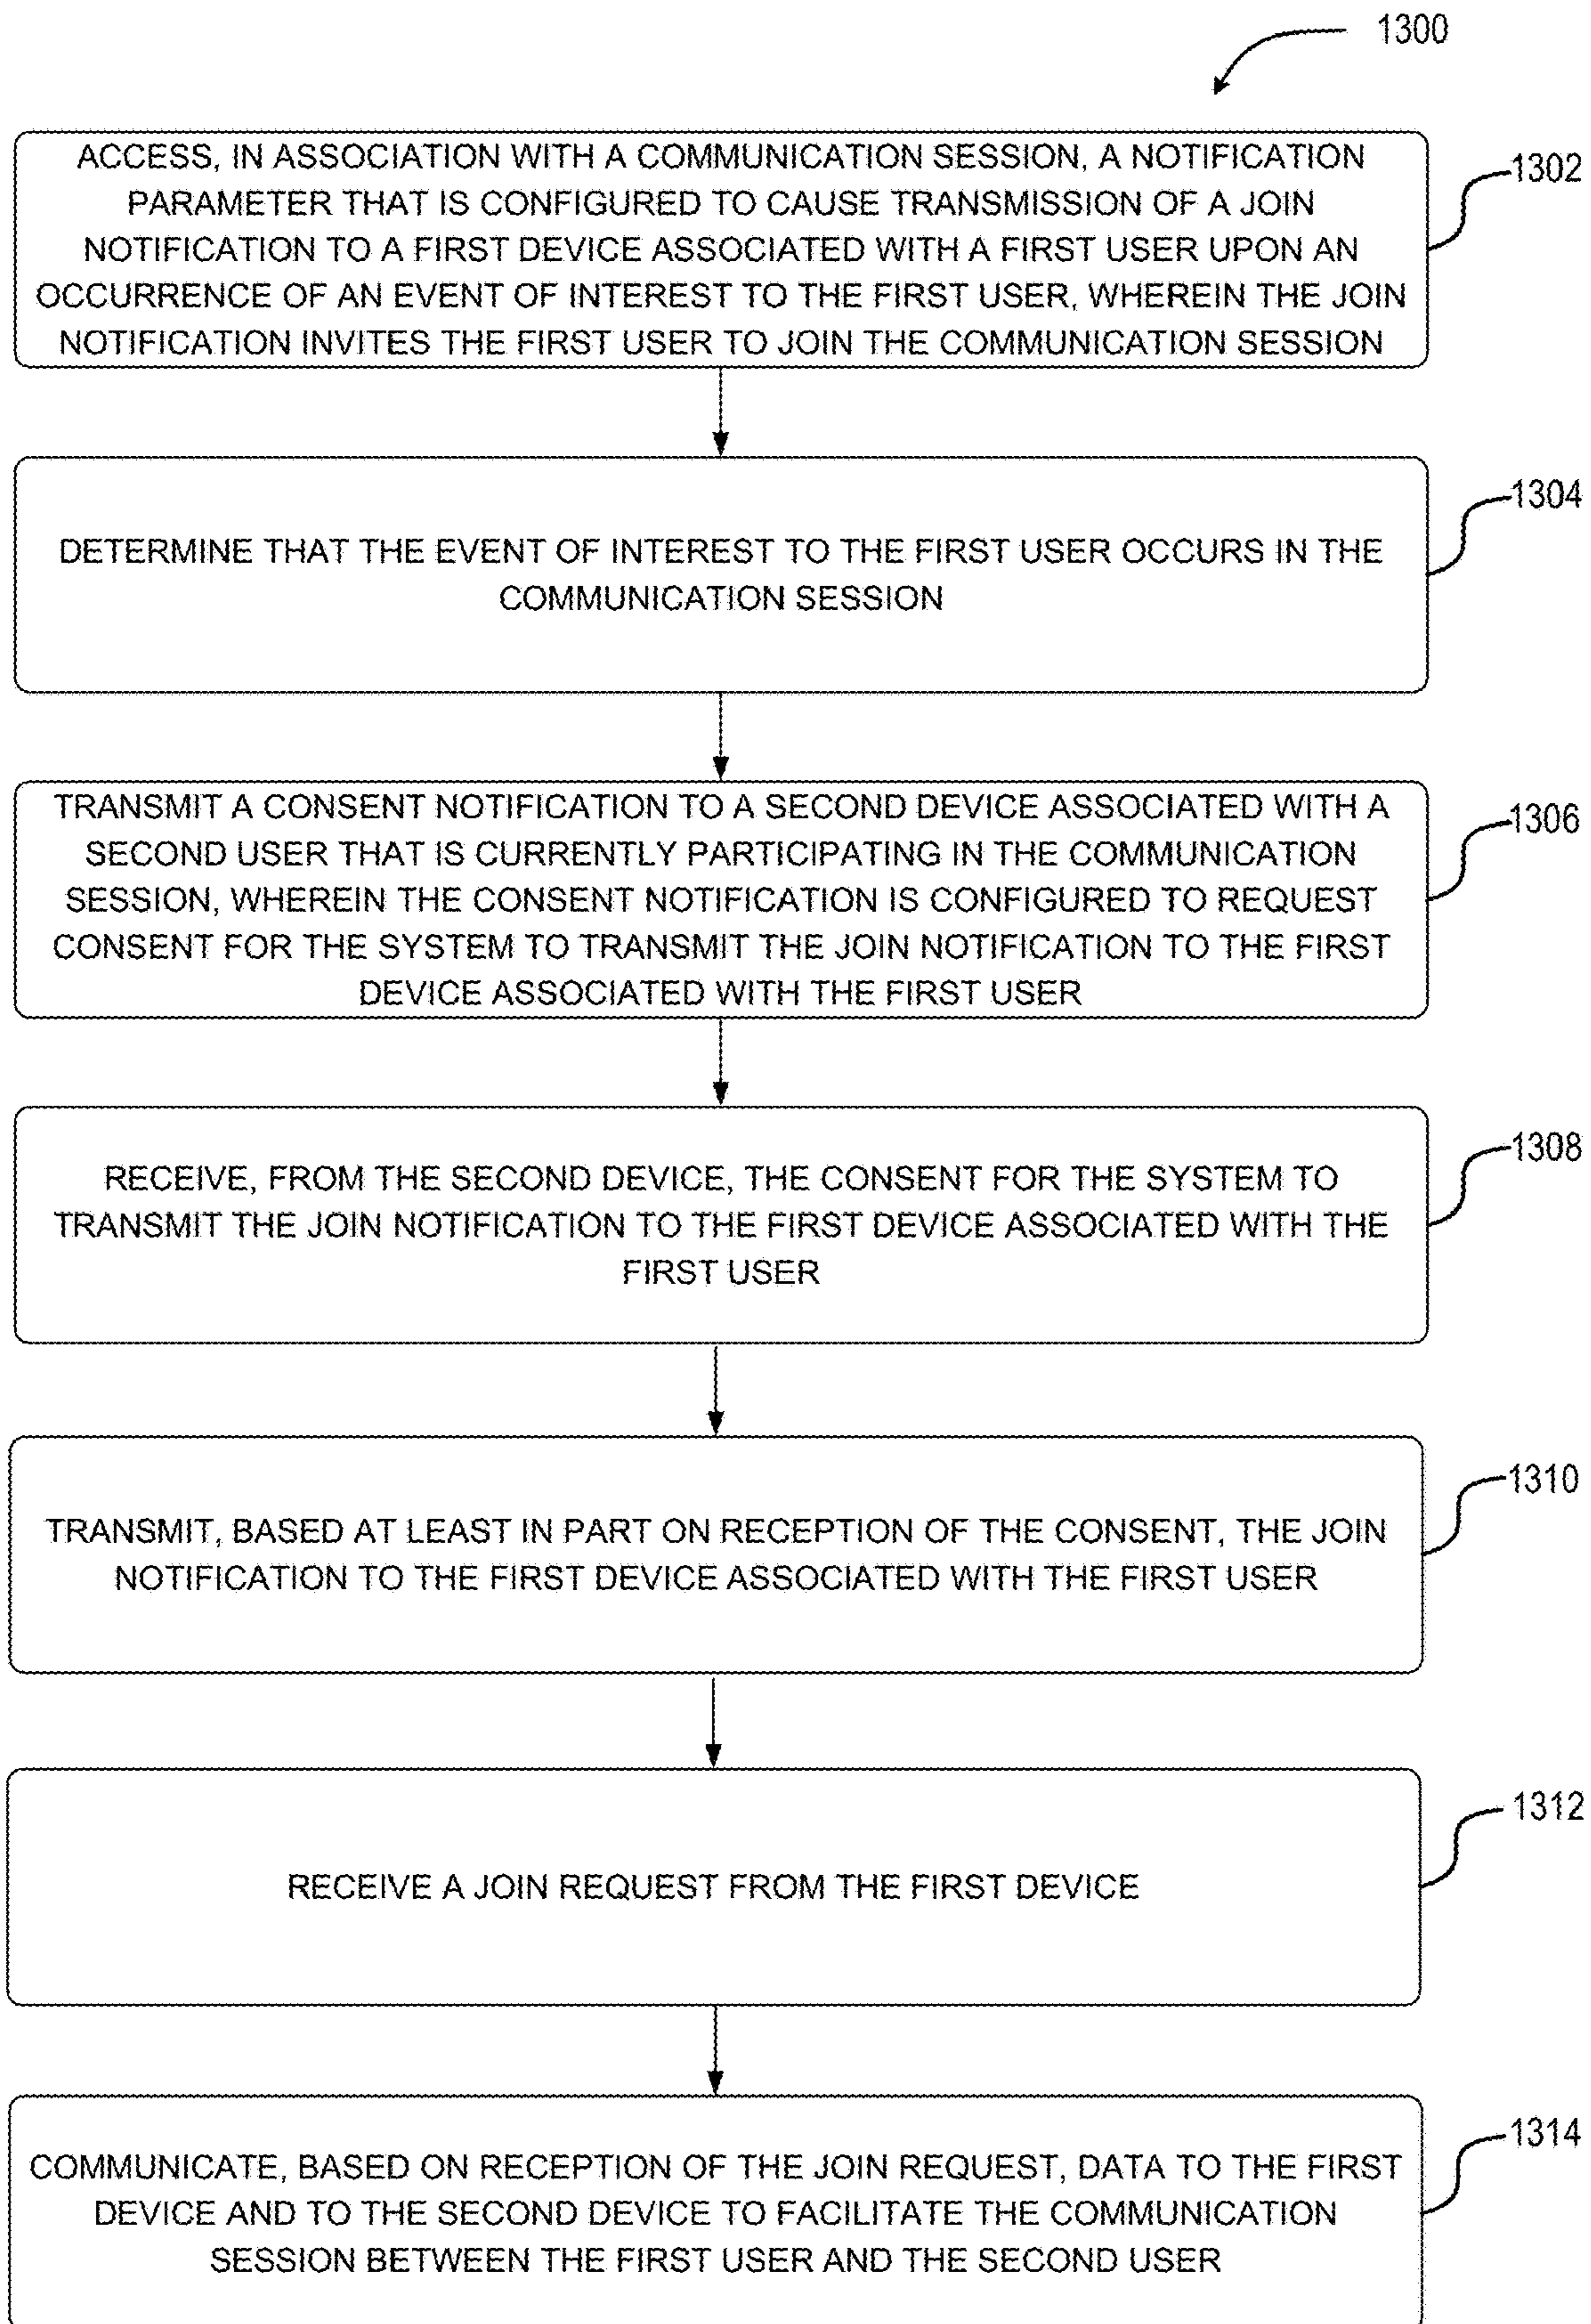 1300
ACCESS, IN ASSOCIATION WITH A COMMUNICATION SESSION, A NOTIFICATION
PARAMETER THAT IS CONFIGURED TO CAUSE TRANSMISSION OF A JOIN
NOTIFICATION TO A FIRST DEVICE ASSOCIATED WITH A FIRST USER UPON AN
OCCURRENCE OF AN EVENT OF INTEREST TO THE FIRST USER, WHEREIN THE JOIN
NOTIFICATION INVITES THE FIRST USER TO JOIN THE COMMUNICATION SESSION
1302
DETERMINE THAT THE EVENT OF INTEREST TO THE FIRST USER OCCURS IN THE
COMMUNICATION SESSION
1304
TRANSMIT A CONSENT NOTIFICATION TO A SECOND DEVICE ASSOCIATED WITH A
SECOND USER THAT IS CURRENTLY PARTICIPATING IN THE COMMUNICATION
SESSION, WHEREIN THE CONSENT NOTIFICATION IS CONFIGURED TO REQUEST
CONSENT FOR THE SYSTEM TO TRANSMIT THE JOIN NOTIFICATION TO THE FIRST
DEVICE ASSOCIATED WITH THE FIRST USER
1306
RECEIVE, FROM THE SECOND DEVICE, THE CONSENT FOR THE SYSTEM TO
TRANSMIT THE JOIN NOTIFICATION TO THE FIRST DEVICE ASSOCIATED WITH THE
FIRST USER
1308
TRANSMIT, BASED AT LEAST IN PART ON RECEPTION OF THE CONSENT, THE JOIN
NOTIFICATION TO THE FIRST DEVICE ASSOCIATED WITH THE FIRST USER
1310
RECEIVE A JOIN REQUEST FROM THE FIRST DEVICE
1312
COMMUNICATE, BASED ON RECEPTION OF THE JOIN REQUEST, DATA TO THE FIRST
DEVICE AND TO THE SECOND DEVICE TO FACILITATE THE COMMUNICATION
SESSION BETWEEN THE FIRST USER AND THE SECOND USER
1314